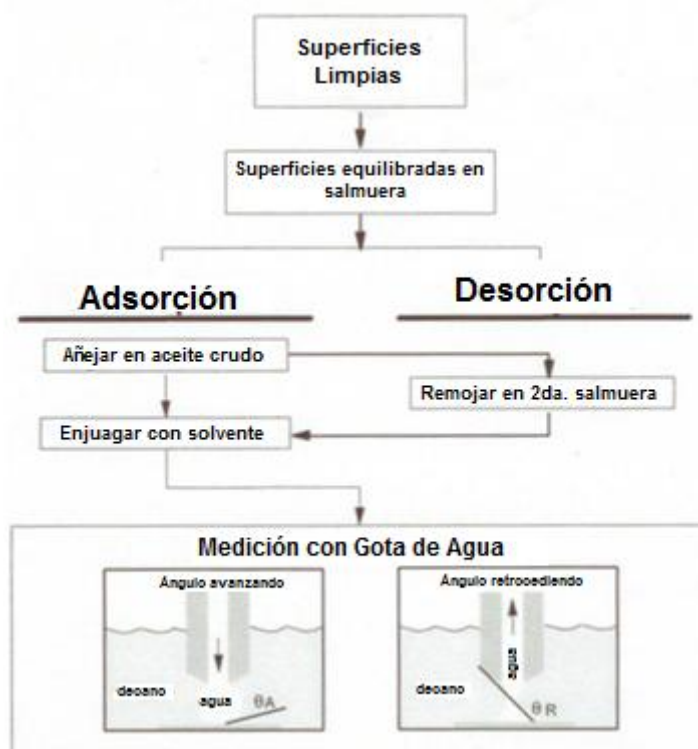 Superficies
Limpias
Superficies equilibradas en
salmuera
Adsorción
Desorción
Añejar en aceite crudo
Remojar en 2da. salmuera
Enjuagar con solvente
Medición con Gota de Agua
Angulo avanzando
decano
agua
θA
Angulo retrocediendo
agua
decano
θR